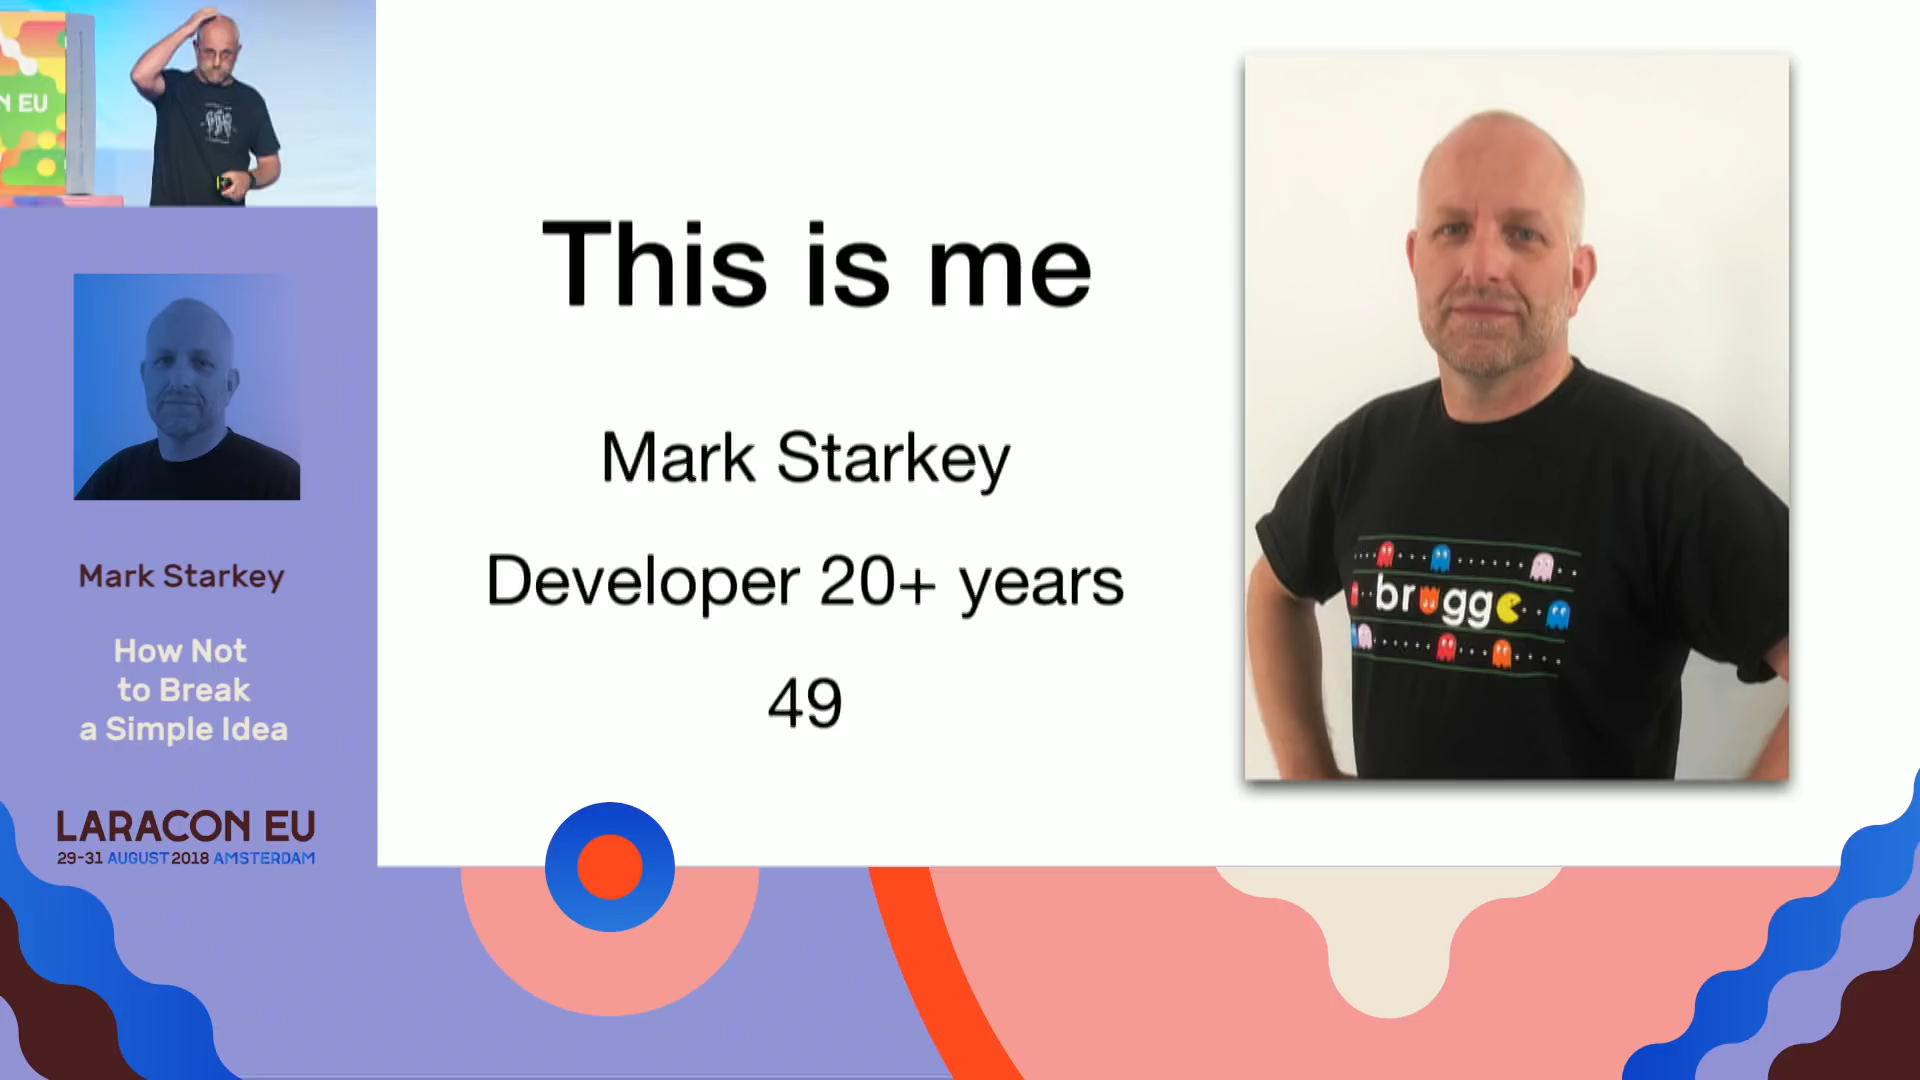 N EU
Mark Starkey
How Not
to Break
a Simple Idea
LARACON EU
29-31 AUGUST 2018 AMSTERDAM
This is me
Mark Starkey
Developer 20+ years
49
brugge